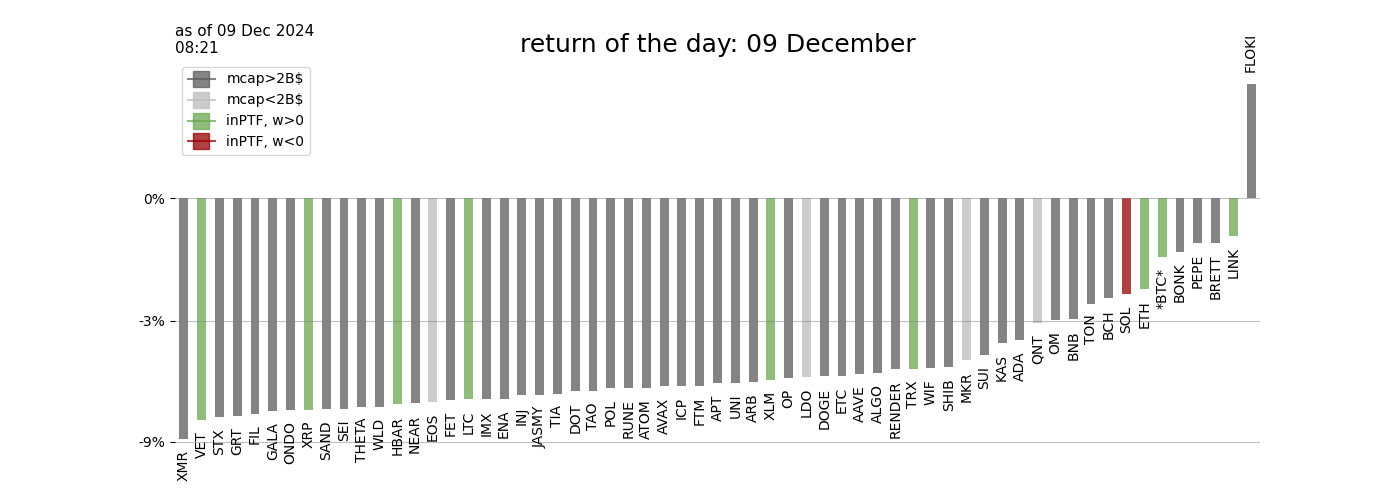 as of 09 Dec 2024
08:21
return of the day: 09 December
mcap>2B$
mcap<2B$
inPTF, w>0
inPTF, w<0
0%
-3%
-9%
XMR
VET
STX
GRT
FIL
GALA
ONDO
XRP
SAND
SEI
THETA
WLD
HBAR
NEAR
EOS
FET
LTC
IMX
ENA
INJ
JASMY
TIA
DOT
TAO
POL
RUNE
ATOM
AVAX
ICP
FTM
APT
UNI
ARB
XLM
OP
LDO
DOGE
ETC
AAVE
ALGO
RENDER
TRX
WIF
SHIB
MKR
SUI
KAS
ADA
QNT
OM
BNB
TON
BCH
SOL
ETH
*BTC*
BONK
PEPE
BRETT
LINK
FLOKI